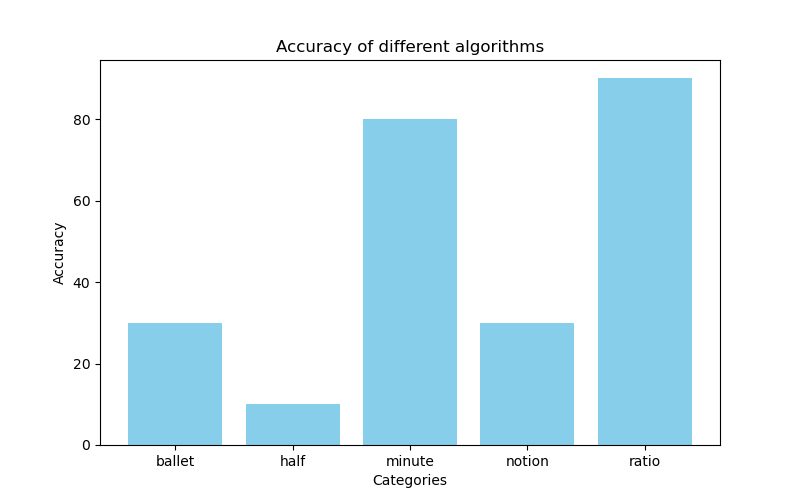 Accuracy of different algorithms
Accuracy
80
60
40
20
0
ballet half minute notion ratio
Categories